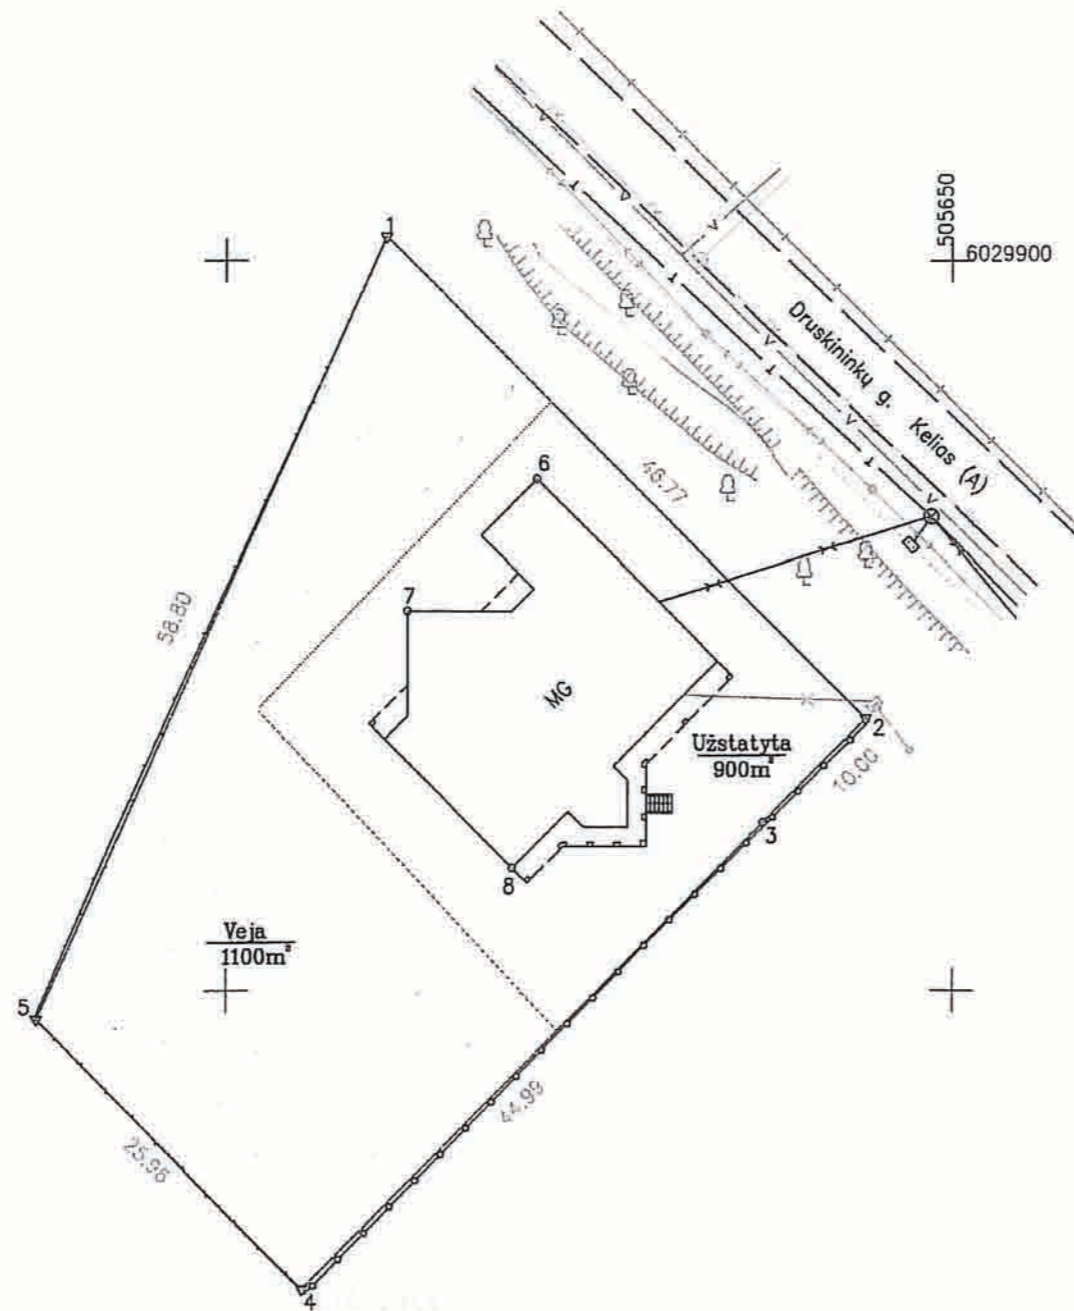 1
505650
6029900
Druskininkų g. Kelias (A)
6
46.77
7
58.80
MG
2
Užstatyta
900m²
10.00
3
8
Veja
1100m²
5
44.99
25.96
4